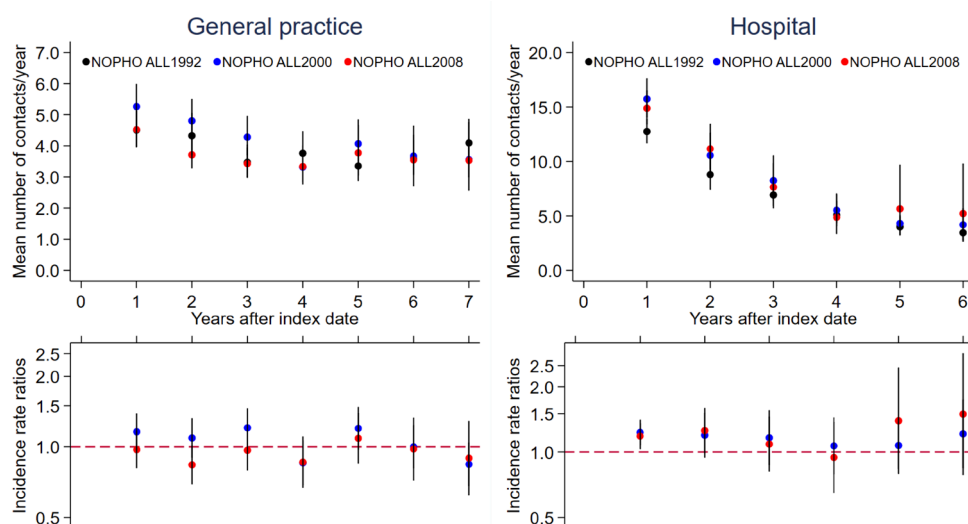 General practice
Mean number of contacts/year
7.0
6.0
5.0
4.0
3.0
2.0
1.0
0.0
NOPHO ALL1992 NOPHO ALL2000 NOPHO ALL2008
0 1 2 3 4 5 6 7
Years after index date
Incidence rate ratios
2.5
2.0
1.5
1.0
0.5
Hospital
Mean number of contacts/year
20.0
15.0
10.0
5.0
0.0
NOPHO ALL1992 NOPHO ALL2000 NOPHO ALL2008
0 1 2 3 4 5 6
Years after index date
Incidence rate ratios
2.5
2.0
1.5
1.0
0.5